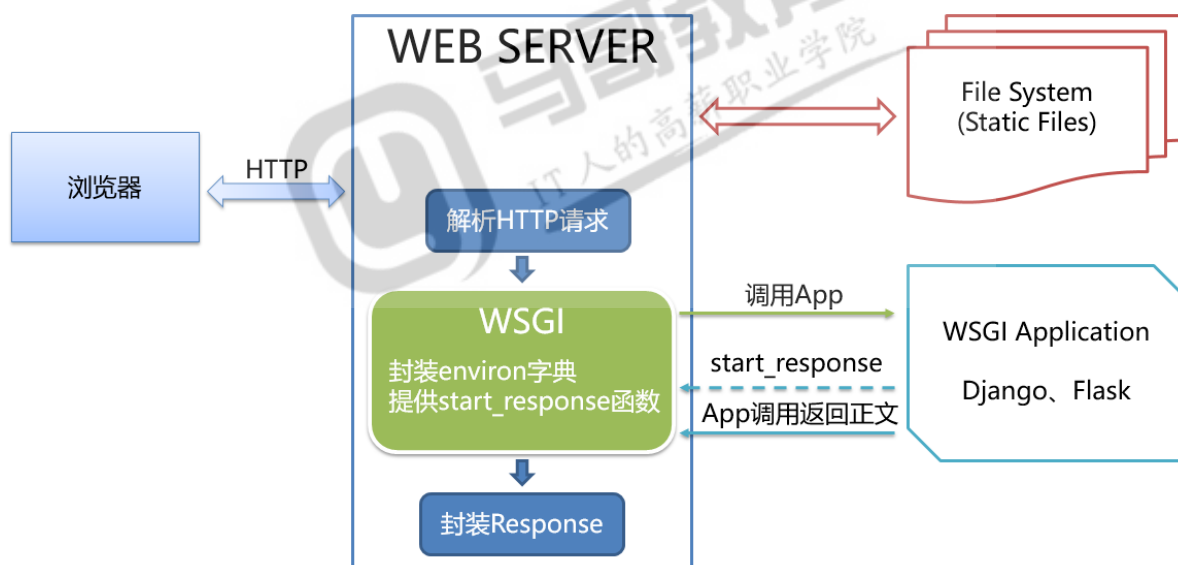 WEB SERVER
马哥教育
IT人的高薪职业学院
File System
(Static Files)
浏览器
HTTP
解析HTTP请求
WSGI
封装environ字典
提供start_response函数
调用App
start_response
App调用返回正文
WSGI Application
Django、Flask
封装Response